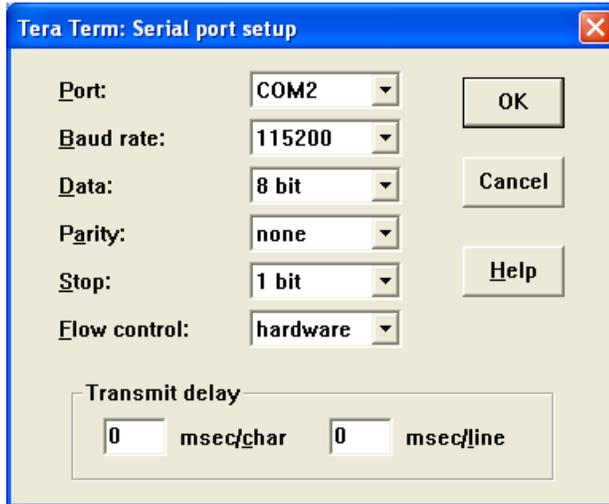 Tera Term: Serial port setup
Port: COM2
OK
Baud rate: 115200
Data: 8 bit
Cancel
Parity: none
Stop: 1 bit
Help
Flow control: hardware
Transmit delay
0 msec/char 0 msec/line